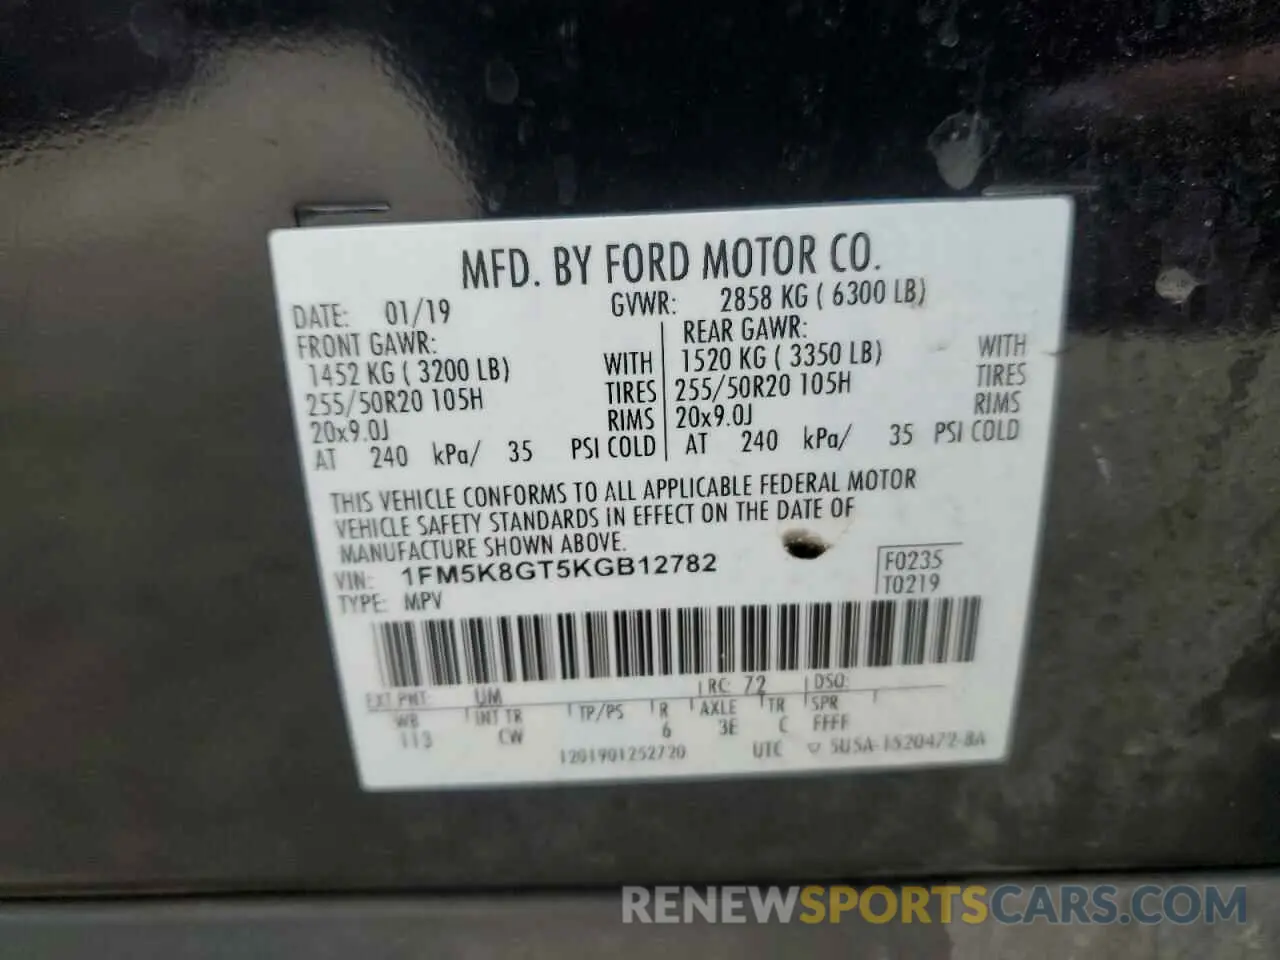 MFD. BY FORD MOTOR CO.
DATE: 01/19 GVWR: 2858 KG ( 6300 LB)
FRONT GAWR: REAR GAWR:
1452 KG ( 3200 LB) WITH 1520 KG ( 3350 LB) WITH
255/50R20 105H TIRES 255/50R20 105H TIRES
20x9.0J RIMS 20x9.0J RIMS
AT 240 kPa/ 35 PSI COLD AT 240 kPa/ 35 PSI COLD
THIS VEHICLE CONFORMS TO ALL APPLICABLE FEDERAL MOTOR
VEHICLE SAFETY STANDARDS IN EFFECT ON THE DATE OF
MANUFACTURE SHOWN ABOVE.
VIN: 1FM5K8GT5KGB12782 F0235
TYPE: MPV T0219
EXT PNT: UM RC: 72 DSO:
WB INT TR TP/PS R AXLE TR SPR
113 CW 6 3E C FFFF
1201901252720 UTC ▽ 5U5A-1520472-BA
RENEWSPORTSCARS.COM